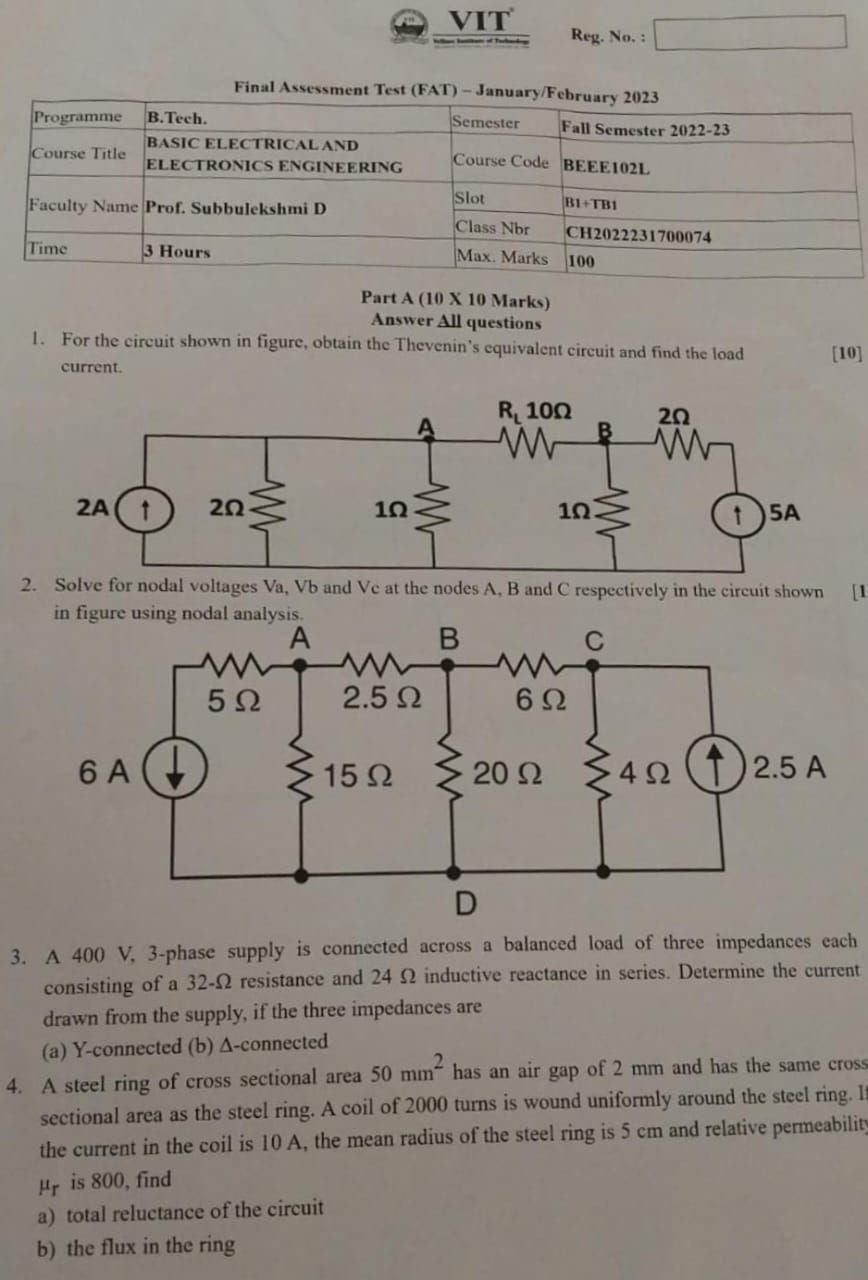 VIT
Vellore Institute of Technology
Reg. No. :
Final Assessment Test (FAT) – January/February 2023
Programme B.Tech. Semester Fall Semester 2022-23
Course Title BASIC ELECTRICAL AND ELECTRONICS ENGINEERING Course Code BEEE102L
Faculty Name Prof. Subbulekshmi D Slot B1+TB1
Class Nbr CH2022231700074
Time 3 Hours Max. Marks 100
Part A (10 X 10 Marks)
Answer All questions
1. For the circuit shown in figure, obtain the Thevenin's equivalent circuit and find the load [10]
current.
A RL 10Ω B 2Ω
2A 2Ω 1Ω 1Ω 5A
2. Solve for nodal voltages Va, Vb and Vc at the nodes A, B and C respectively in the circuit shown [1
in figure using nodal analysis.
A B C
5 Ω 2.5 Ω 6 Ω
6 A 15 Ω 20 Ω 4 Ω 2.5 A
D
3. A 400 V, 3-phase supply is connected across a balanced load of three impedances each
consisting of a 32-Ω resistance and 24 Ω inductive reactance in series. Determine the current
drawn from the supply, if the three impedances are
(a) Y-connected (b) Δ-connected
4. A steel ring of cross sectional area 50 mm² has an air gap of 2 mm and has the same cross
sectional area as the steel ring. A coil of 2000 turns is wound uniformly around the steel ring. If
the current in the coil is 10 A, the mean radius of the steel ring is 5 cm and relative permeability
μr is 800, find
a) total reluctance of the circuit
b) the flux in the ring